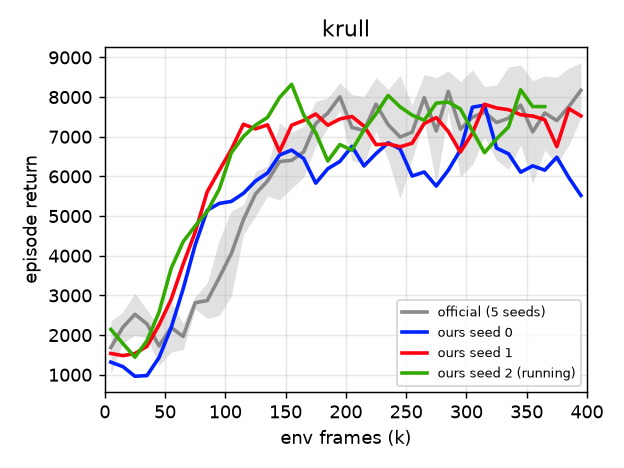 krull
9000
8000
7000
6000
5000
4000
3000
2000
1000
episode return
official (5 seeds)
ours seed 0
ours seed 1
ours seed 2 (running)
0 50 100 150 200 250 300 350 400
env frames (k)